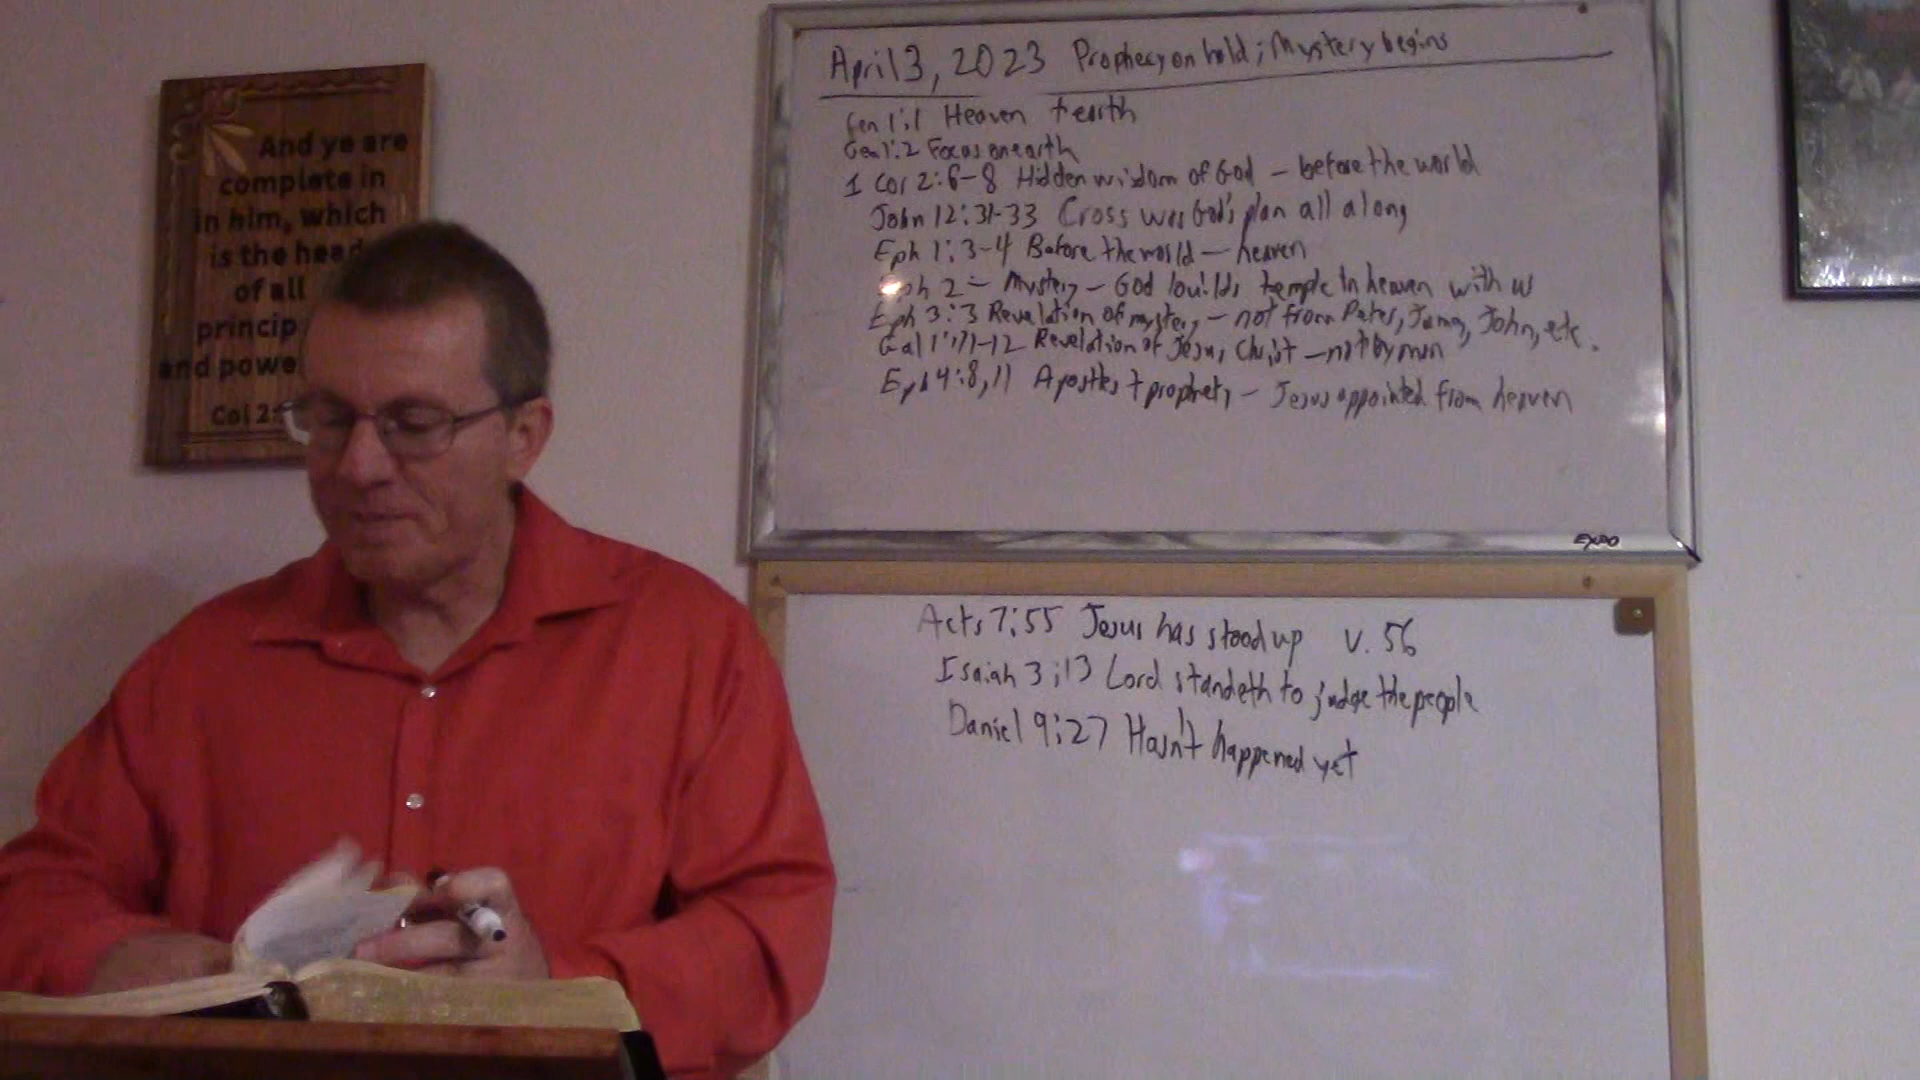 And ye are
complete in
in him, which
is the head
of all
princip
and powe
Col 2:
April 3, 2023 Prophecy on hold; Mystery begins
Gen 1:1 Heaven + earth
Gen 1:2 Focus on earth
1 Cor 2:6-8 Hidden wisdom of God - before the world
John 12:31-33 Cross was God's plan all along
Eph 1:3-4 Before the world - heaven
Eph 2 - Mystery - God builds temple in heaven with us
Eph 3:3 Revelation of mystery - not from Peter, James, John, etc.
Gal 1:11-12 Revelation of Jesus Christ - not by man
Eph 4:8,11 Apostles + prophets - Jesus appointed from heaven
EXPO
Acts 7:55 Jesus has stood up v. 56
Isaiah 3:13 Lord standeth to judge the people
Daniel 9:27 Hasn't happened yet